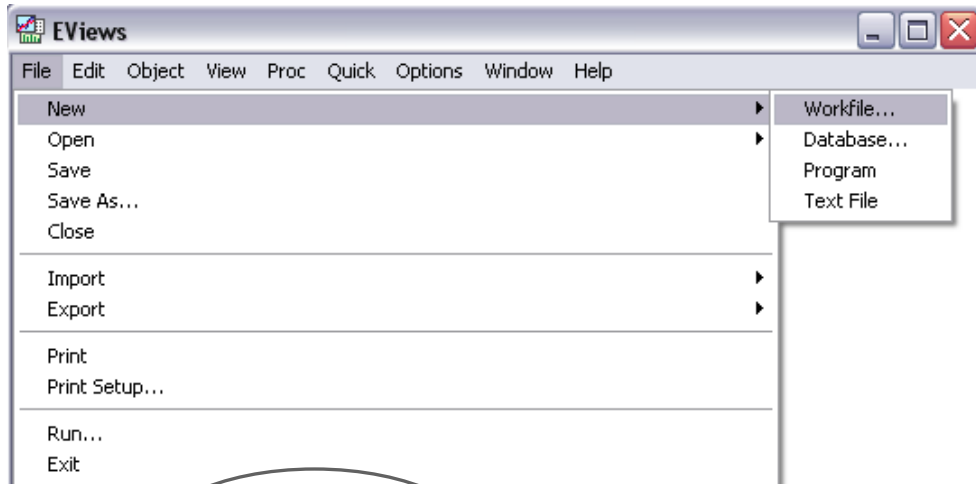 EViews
File Edit Object View Proc Quick Options Window Help
New
Open
Save
Save As...
Close
Import
Export
Print
Print Setup...
Run...
Exit
Workfile...
Database...
Program
Text File